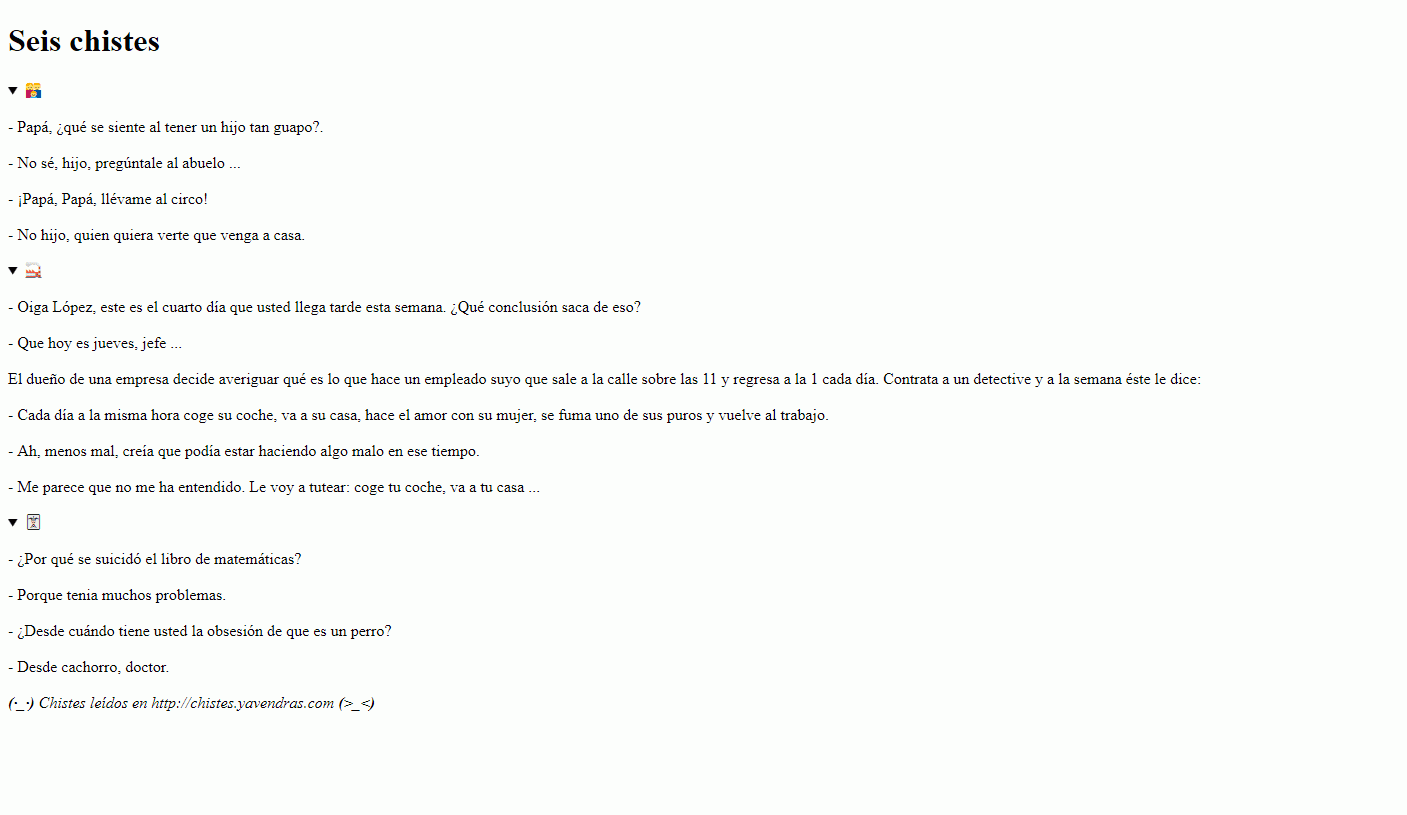 Seis chistes
- Papá, ¿qué se siente al tener un hijo tan guapo?.
- No sé, hijo, pregúntale al abuelo ...
- ¡Papá, Papá, llévame al circo!
- No hijo, quien quiera verte que venga a casa.
- Oiga López, este es el cuarto día que usted llega tarde esta semana. ¿Qué conclusión saca de eso?
- Que hoy es jueves, jefe ...
El dueño de una empresa decide averiguar qué es lo que hace un empleado suyo que sale a la calle sobre las 11 y regresa a la 1 cada día. Contrata a un detective y a la semana éste le dice:
- Cada día a la misma hora coge su coche, va a su casa, hace el amor con su mujer, se fuma uno de sus puros y vuelve al trabajo.
- Ah, menos mal, creía que podía estar haciendo algo malo en ese tiempo.
- Me parece que no me ha entendido. Le voy a tutear: coge tu coche, va a tu casa ...
- ¿Por qué se suicidó el libro de matemáticas?
- Porque tenia muchos problemas.
- ¿Desde cuándo tiene usted la obsesión de que es un perro?
- Desde cachorro, doctor.
(·_·) Chistes leídos en http://chistes.yavendras.com (>_<)